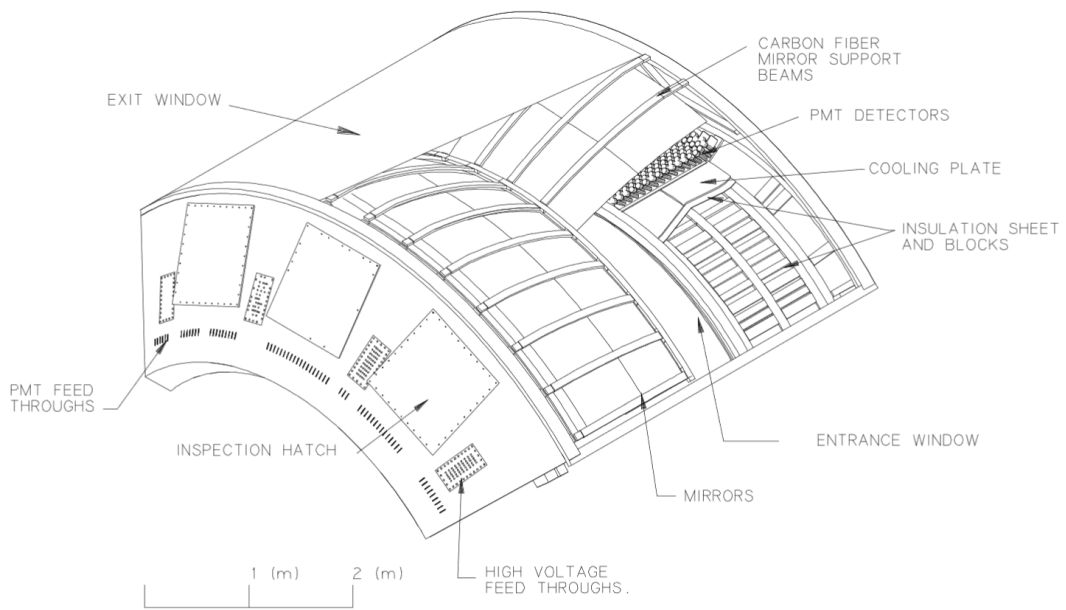 CARBON FIBER
MIRROR SUPPORT
BEAMS
EXIT WINDOW
PMT DETECTORS
COOLING PLATE
INSULATION SHEET
AND BLOCKS
PMT FEED
THROUGHS
INSPECTION HATCH
ENTRANCE WINDOW
MIRRORS
1 (m)
2 (m)
HIGH VOLTAGE
FEED THROUGHS.